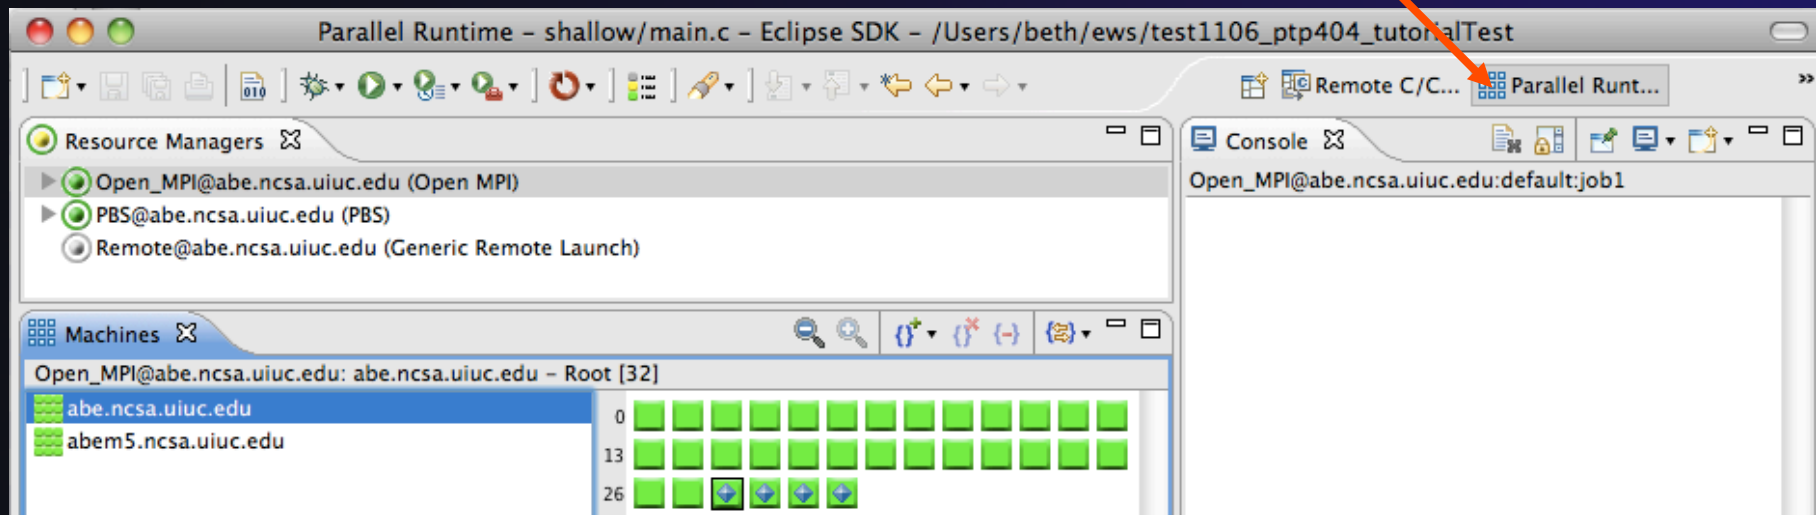 Parallel Runtime – shallow/main.c – Eclipse SDK – /Users/beth/ews/test1106_ptp404_tutorialTest
010
Remote C/C... Parallel Runt... »
Resource Managers
Open_MPI@abe.ncsa.uiuc.edu (Open MPI)
PBS@abe.ncsa.uiuc.edu (PBS)
Remote@abe.ncsa.uiuc.edu (Generic Remote Launch)
Console
Open_MPI@abe.ncsa.uiuc.edu:default:job1
Machines
Open_MPI@abe.ncsa.uiuc.edu: abe.ncsa.uiuc.edu – Root [32]
abe.ncsa.uiuc.edu
abem5.ncsa.uiuc.edu
0
13
26